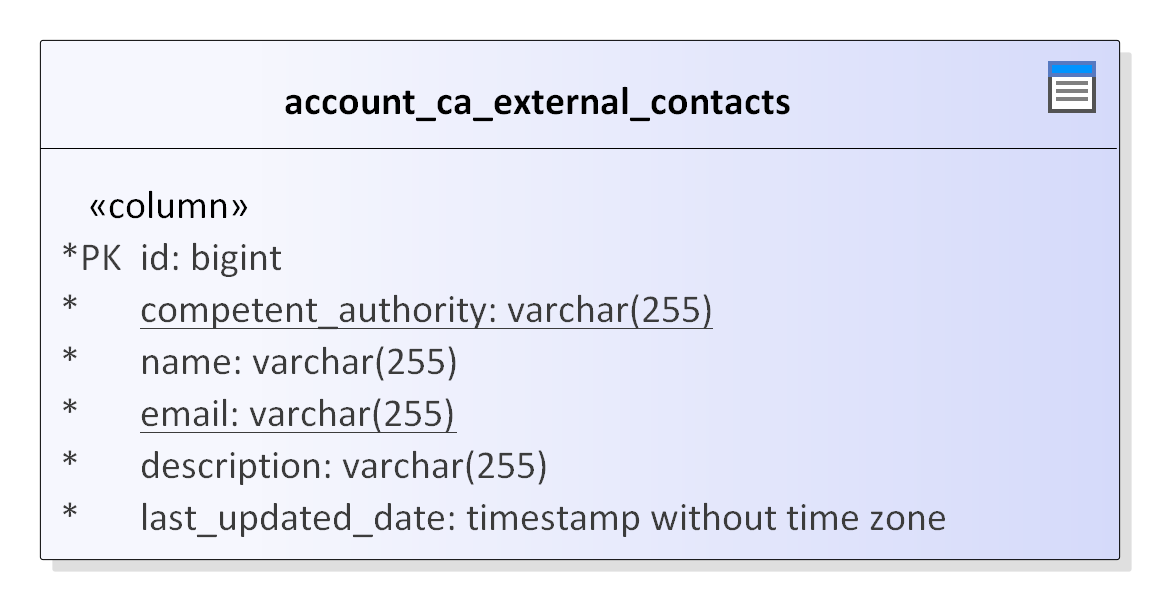 account_ca_external_contacts
«column»
*PK id: bigint
* competent_authority: varchar(255)
* name: varchar(255)
* email: varchar(255)
* description: varchar(255)
* last_updated_date: timestamp without time zone